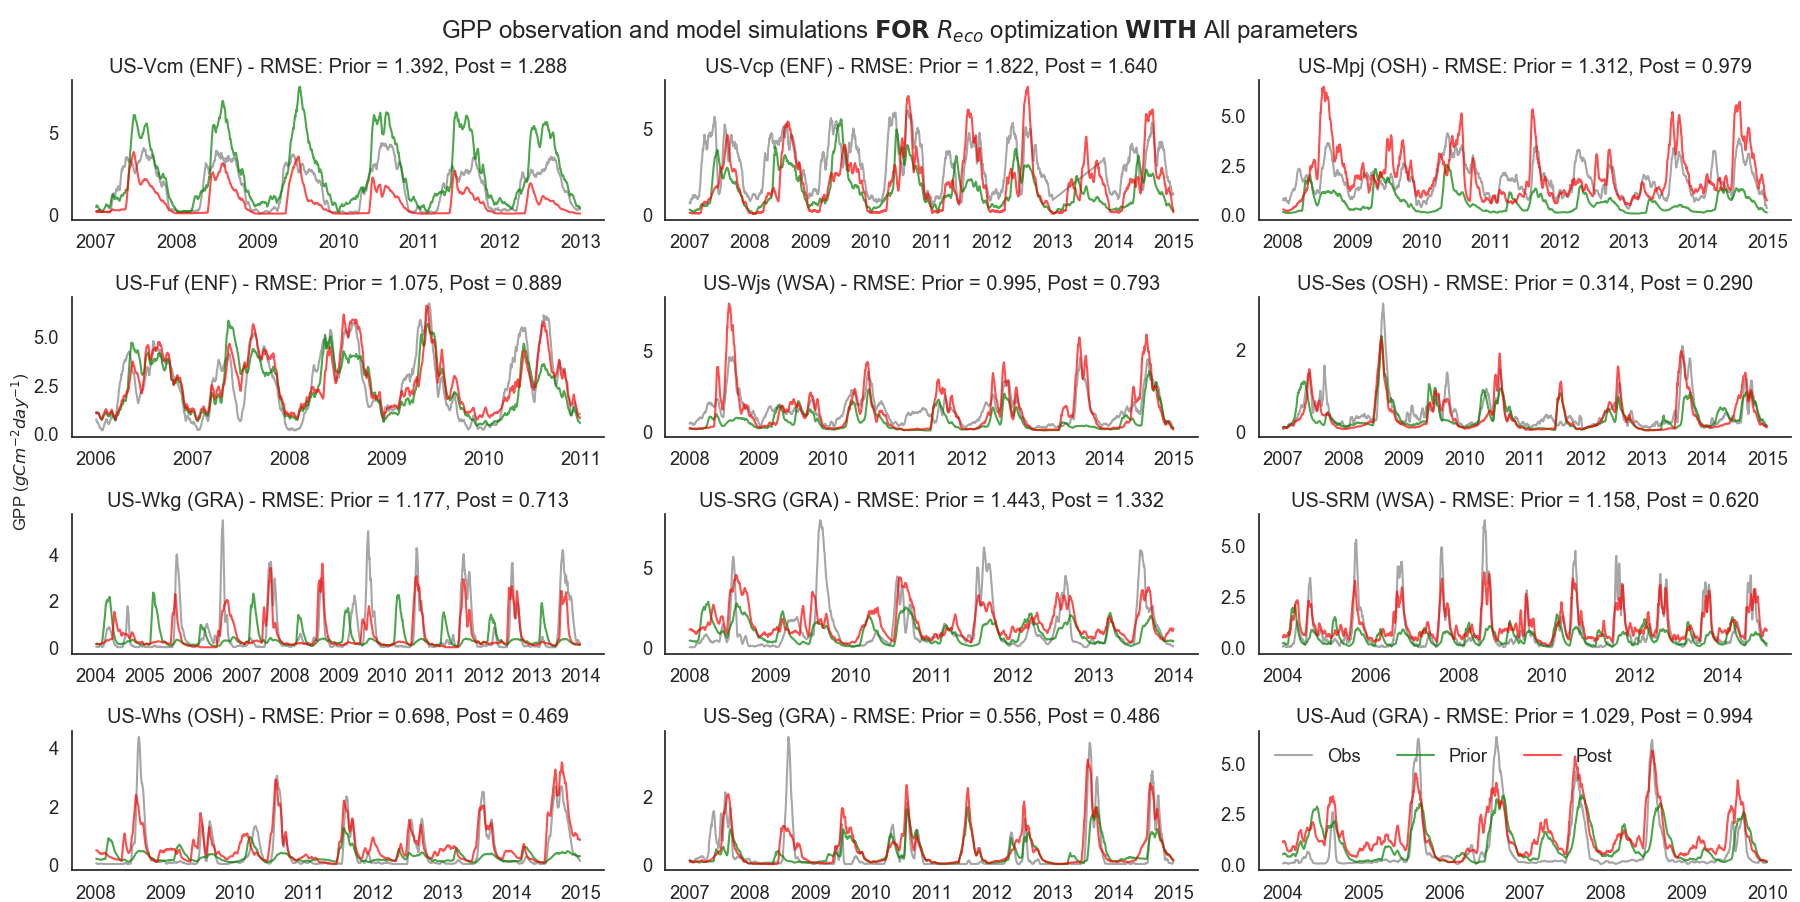 GPP observation and model simulations FOR R_eco optimization WITH All parameters
US-Vcm (ENF) - RMSE: Prior = 1.392, Post = 1.288
5
0
2007 2008 2009 2010 2011 2012 2013
US-Vcp (ENF) - RMSE: Prior = 1.822, Post = 1.640
5
0
2007 2008 2009 2010 2011 2012 2013 2014 2015
US-Mpj (OSH) - RMSE: Prior = 1.312, Post = 0.979
5.0
2.5
0.0
2008 2009 2010 2011 2012 2013 2014 2015
GPP (gCm⁻²day⁻¹)
US-Fuf (ENF) - RMSE: Prior = 1.075, Post = 0.889
5.0
2.5
0.0
2006 2007 2008 2009 2010 2011
US-Wjs (WSA) - RMSE: Prior = 0.995, Post = 0.793
5
0
2008 2009 2010 2011 2012 2013 2014 2015
US-Ses (OSH) - RMSE: Prior = 0.314, Post = 0.290
2
0
2007 2008 2009 2010 2011 2012 2013 2014 2015
US-Wkg (GRA) - RMSE: Prior = 1.177, Post = 0.713
4
2
0
2004 2005 2006 2007 2008 2009 2010 2011 2012 2013 2014
US-SRG (GRA) - RMSE: Prior = 1.443, Post = 1.332
5
0
2008 2009 2010 2011 2012 2013 2014
US-SRM (WSA) - RMSE: Prior = 1.158, Post = 0.620
5.0
2.5
0.0
2004 2006 2008 2010 2012 2014
US-Whs (OSH) - RMSE: Prior = 0.698, Post = 0.469
4
2
0
2008 2009 2010 2011 2012 2013 2014 2015
US-Seg (GRA) - RMSE: Prior = 0.556, Post = 0.486
2
0
2007 2008 2009 2010 2011 2012 2013 2014 2015
US-Aud (GRA) - RMSE: Prior = 1.029, Post = 0.994
Obs Prior Post
5.0
2.5
0.0
2004 2005 2006 2007 2008 2009 2010